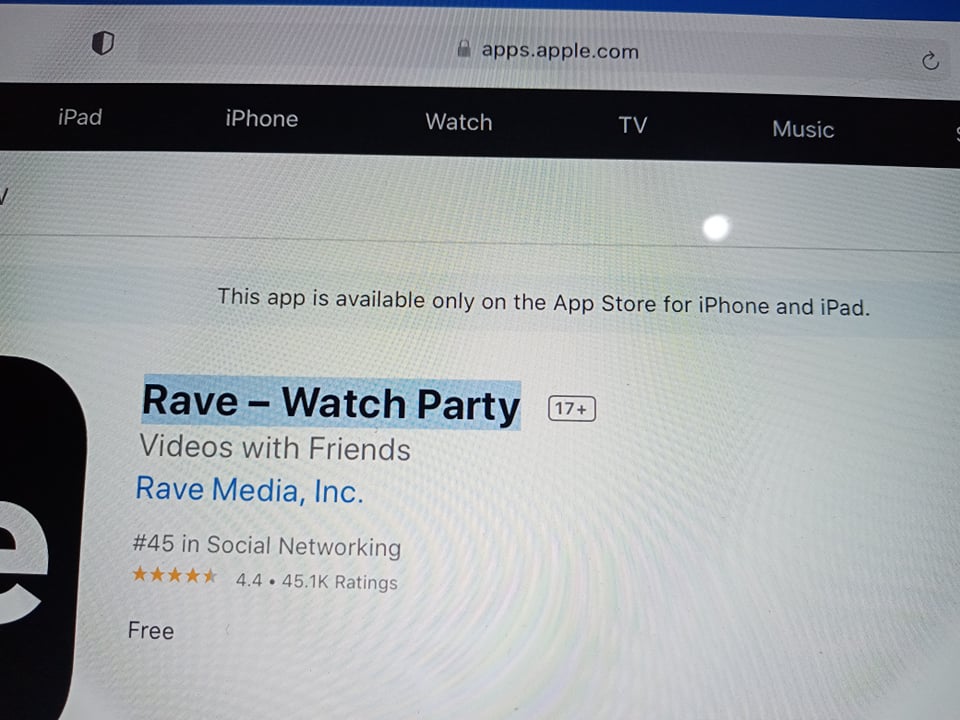 apps.apple.com
iPad iPhone Watch TV Music
This app is available only on the App Store for iPhone and iPad.
Rave – Watch Party 17+
Videos with Friends
Rave Media, Inc.
#45 in Social Networking
4.4 • 45.1K Ratings
Free
e